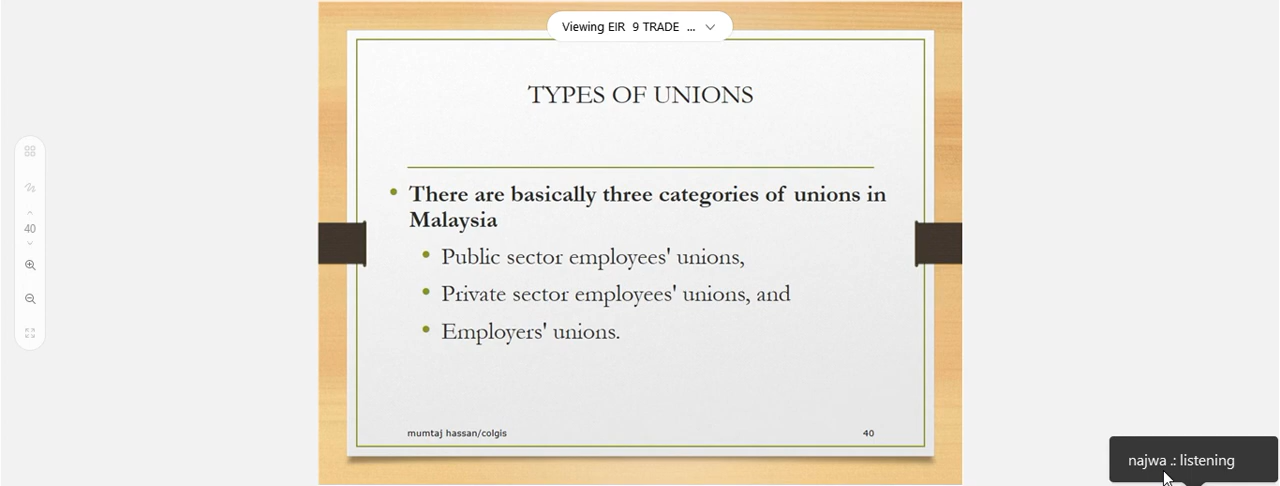 Viewing EIR 9 TRADE ...
TYPES OF UNIONS
• There are basically three categories of unions in
Malaysia
• Public sector employees' unions,
• Private sector employees' unions, and
• Employers' unions.
40
mumtaj hassan/colgis
40
najwa .: listening